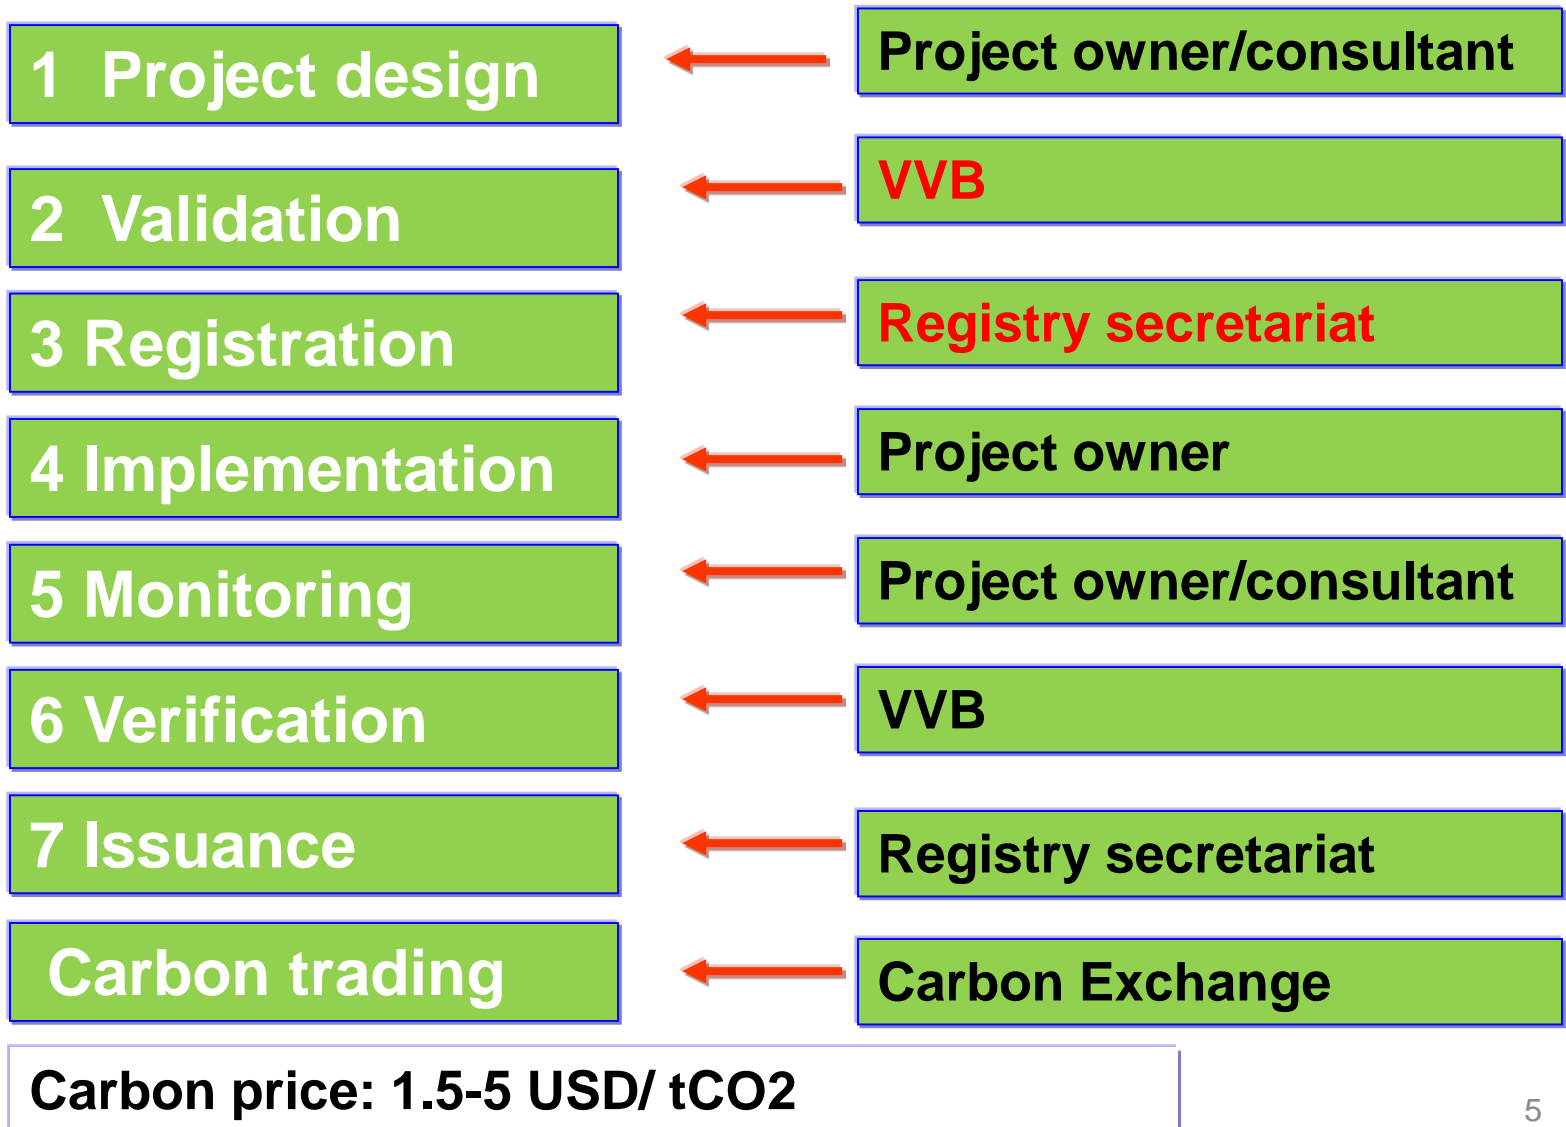 1 Project design
Project owner/consultant
2 Validation
VVB
3 Registration
Registry secretariat
4 Implementation
Project owner
5 Monitoring
Project owner/consultant
6 Verification
VVB
7 Issuance
Registry secretariat
Carbon trading
Carbon Exchange
Carbon price: 1.5-5 USD/ tCO2
5